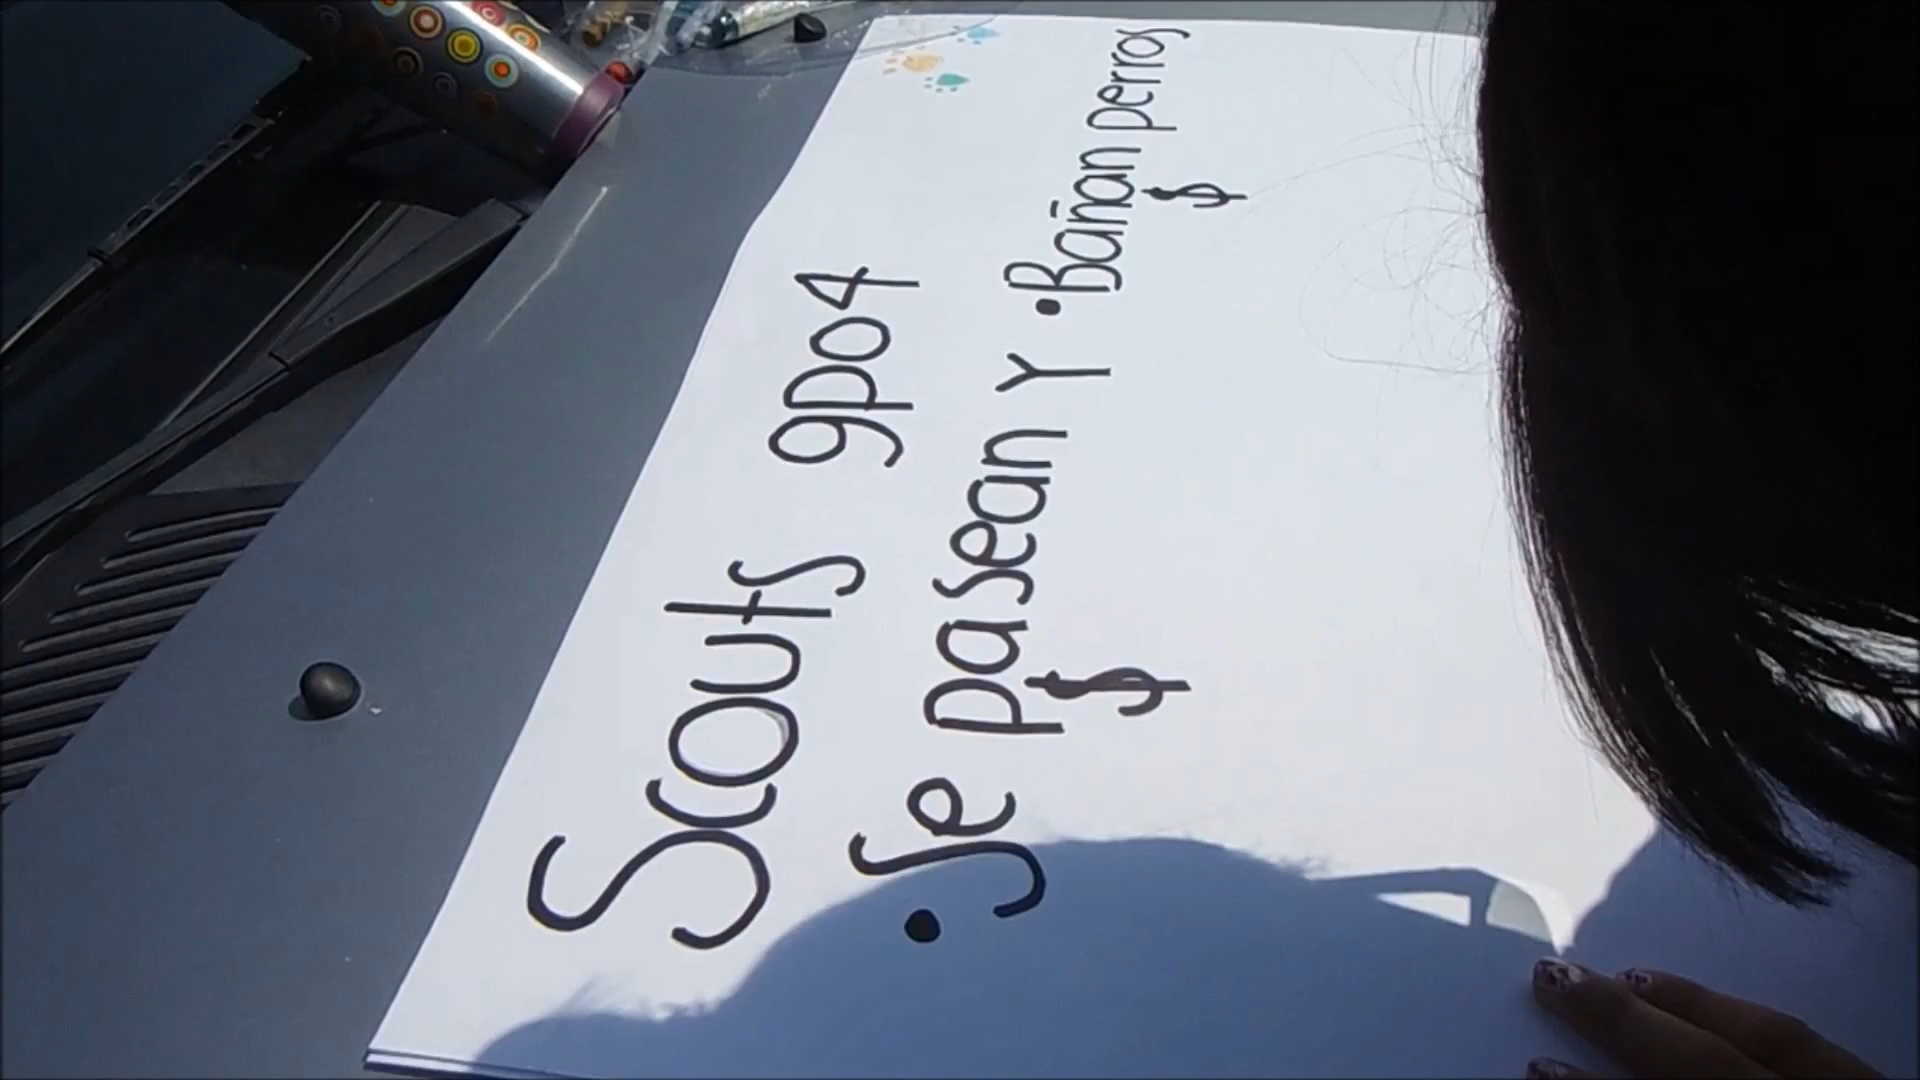 Scouts gpo4
• Se pasean Y • Bañan perros
$ $